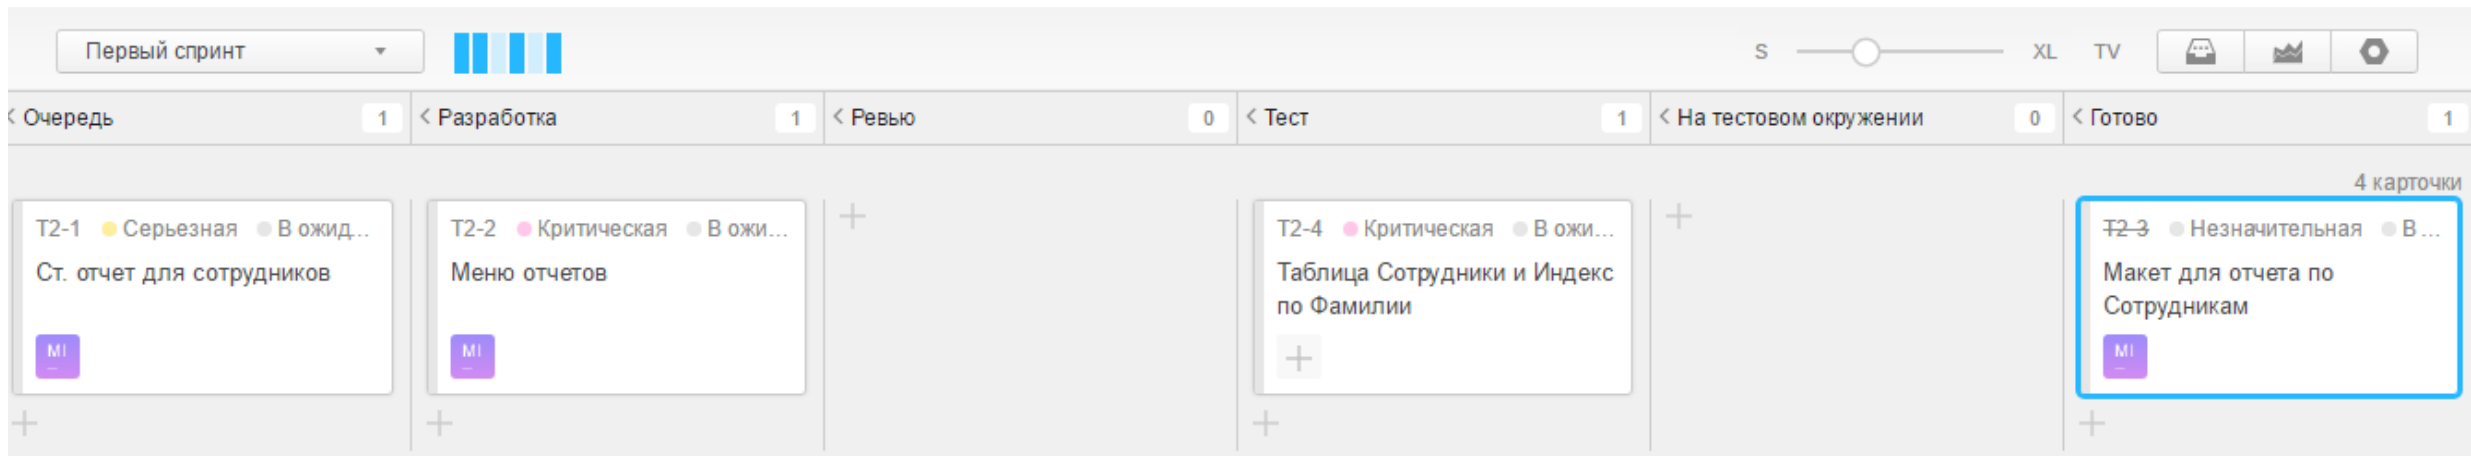 Первый спринт
S XL TV
Очередь 1
Разработка 1
Ревью 0
Тест 1
На тестовом окружении 0
Готово 1
4 карточки
T2-1 Серьезная В ожид...
Ст. отчет для сотрудников
MI
T2-2 Критическая В ожи...
Меню отчетов
MI
T2-4 Критическая В ожи...
Таблица Сотрудники и Индекс
по Фамилии
T2-3 Незначительная В ...
Макет для отчета по
Сотрудникам
MI